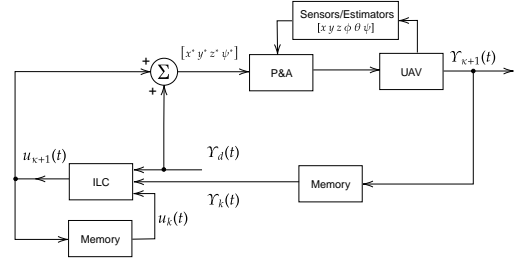 Sensors/Estimators
[x y z ϕ θ ψ]
+
[x* y* z* ψ*]
Σ
+
P&A
UAV
Υκ+1(t)
uκ+1(t)
Υd(t)
ILC
Memory
Υk(t)
uk(t)
Memory